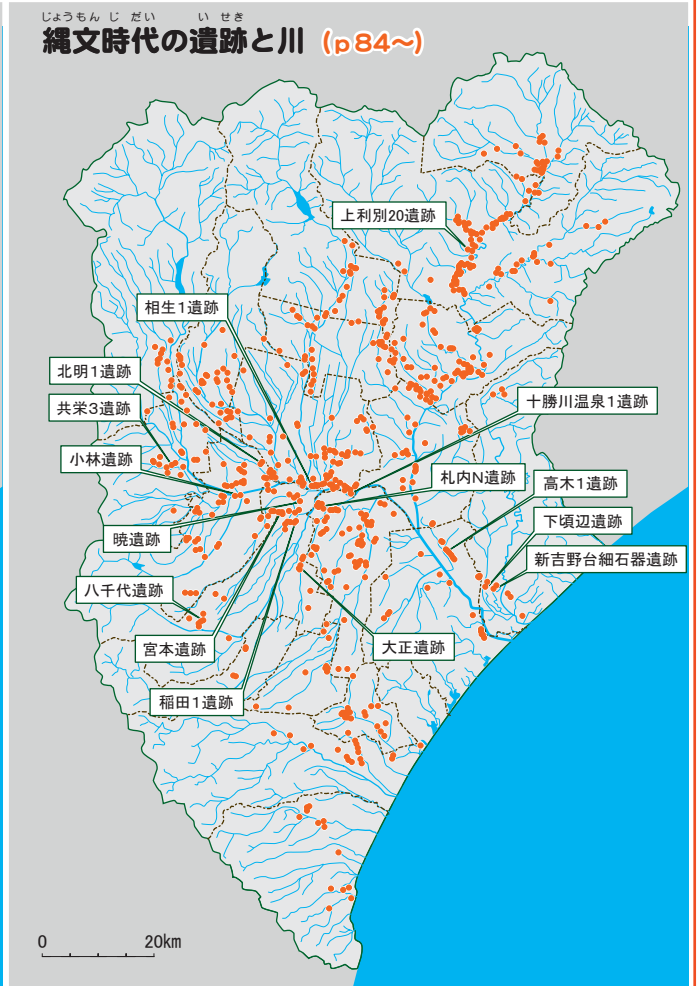 じょうもん じ だい い せき
縄文時代の遺跡と川 (p84～)
上利別20遺跡
相生1遺跡
北明1遺跡
共栄3遺跡
十勝川温泉1遺跡
小林遺跡
札内N遺跡
高木1遺跡
下頃辺遺跡
暁遺跡
新吉野台細石器遺跡
八千代遺跡
宮本遺跡
大正遺跡
稲田1遺跡
0 20km